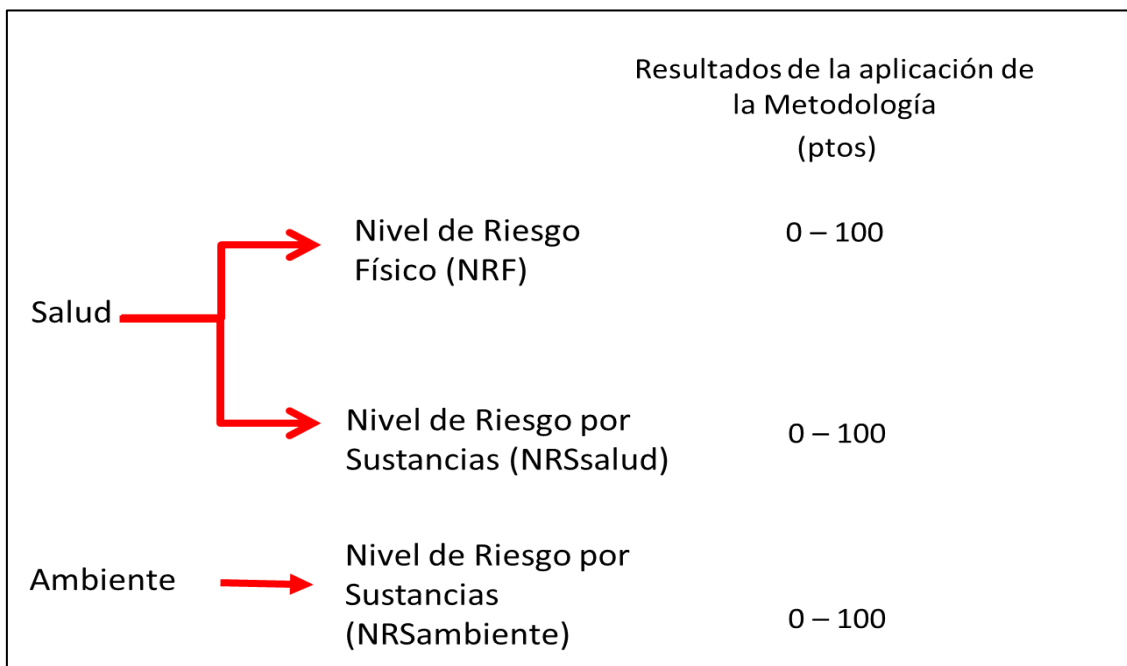 Resultados de la aplicación de
la Metodología
(ptos)
Salud
Nivel de Riesgo
Físico (NRF)
0 – 100
Nivel de Riesgo por
Sustancias (NRSsalud)
0 – 100
Ambiente
Nivel de Riesgo por
Sustancias
(NRSambiente)
0 – 100